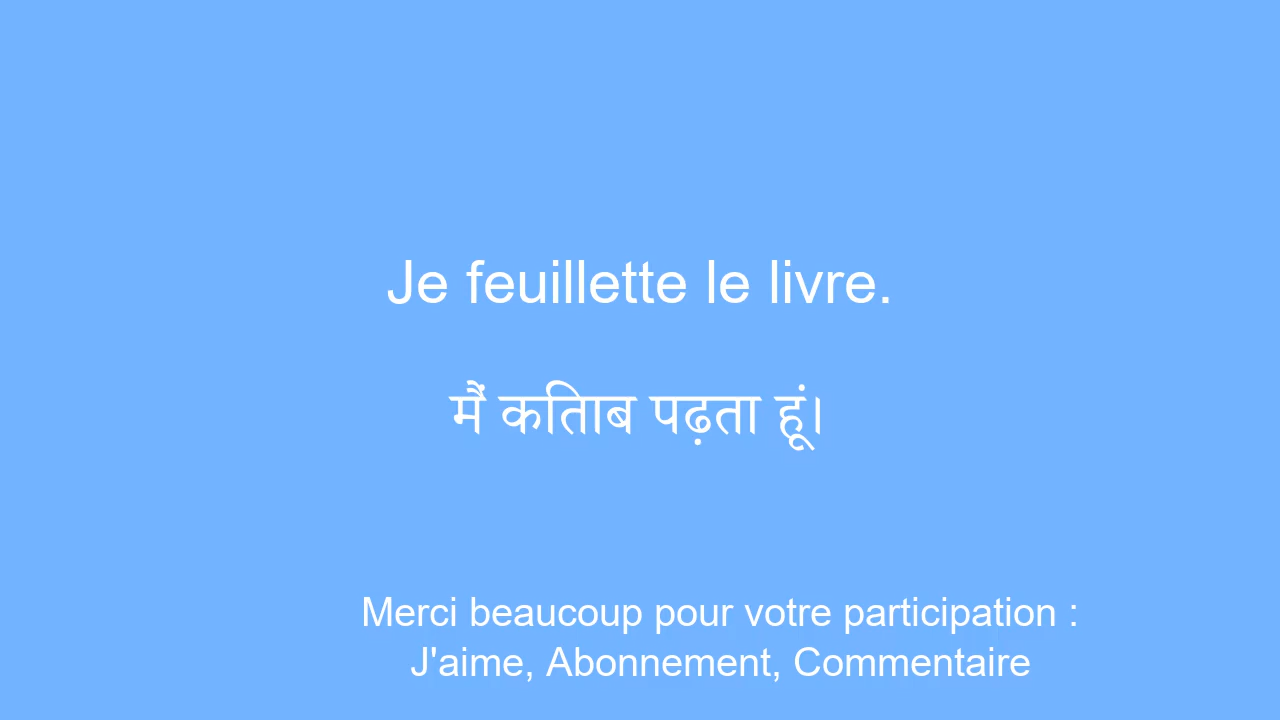 Je feuillette le livre.
मैं किताब पढ़ता हूं।
Merci beaucoup pour votre participation :
J'aime, Abonnement, Commentaire